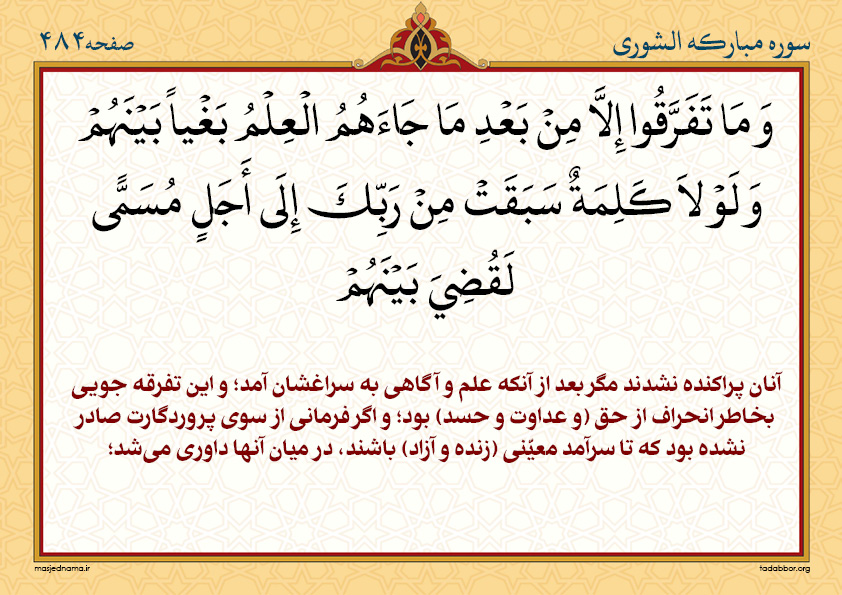 سوره مبارکه الشوری
صفحه۴۸۴
وَ مَا تَفَرَّقُوا إِلاَّ مِنْ بَعْدِ مَا جَاءَهُمُ الْعِلْمُ بَغْياً بَيْنَهُمْ
وَ لَوْ لاَ كَلِمَةٌ سَبَقَتْ مِنْ رَبِّكَ إِلَى أَجَلٍ مُسَمًّى
لَقُضِيَ بَيْنَهُمْ
آنان پراکنده نشدند مگر بعد از آنکه علم و آگاهی به سراغشان آمد؛ و این تفرقه جویی
بخاطر انحراف از حق (و عداوت و حسد) بود؛ و اگر فرمانی از سوی پروردگارت صادر
نشده بود که تا سرآمد معیّنی (زنده و آزاد) باشند، در میان آنها داوری می‌شد؛
masjednama.ir
tadabbor.org